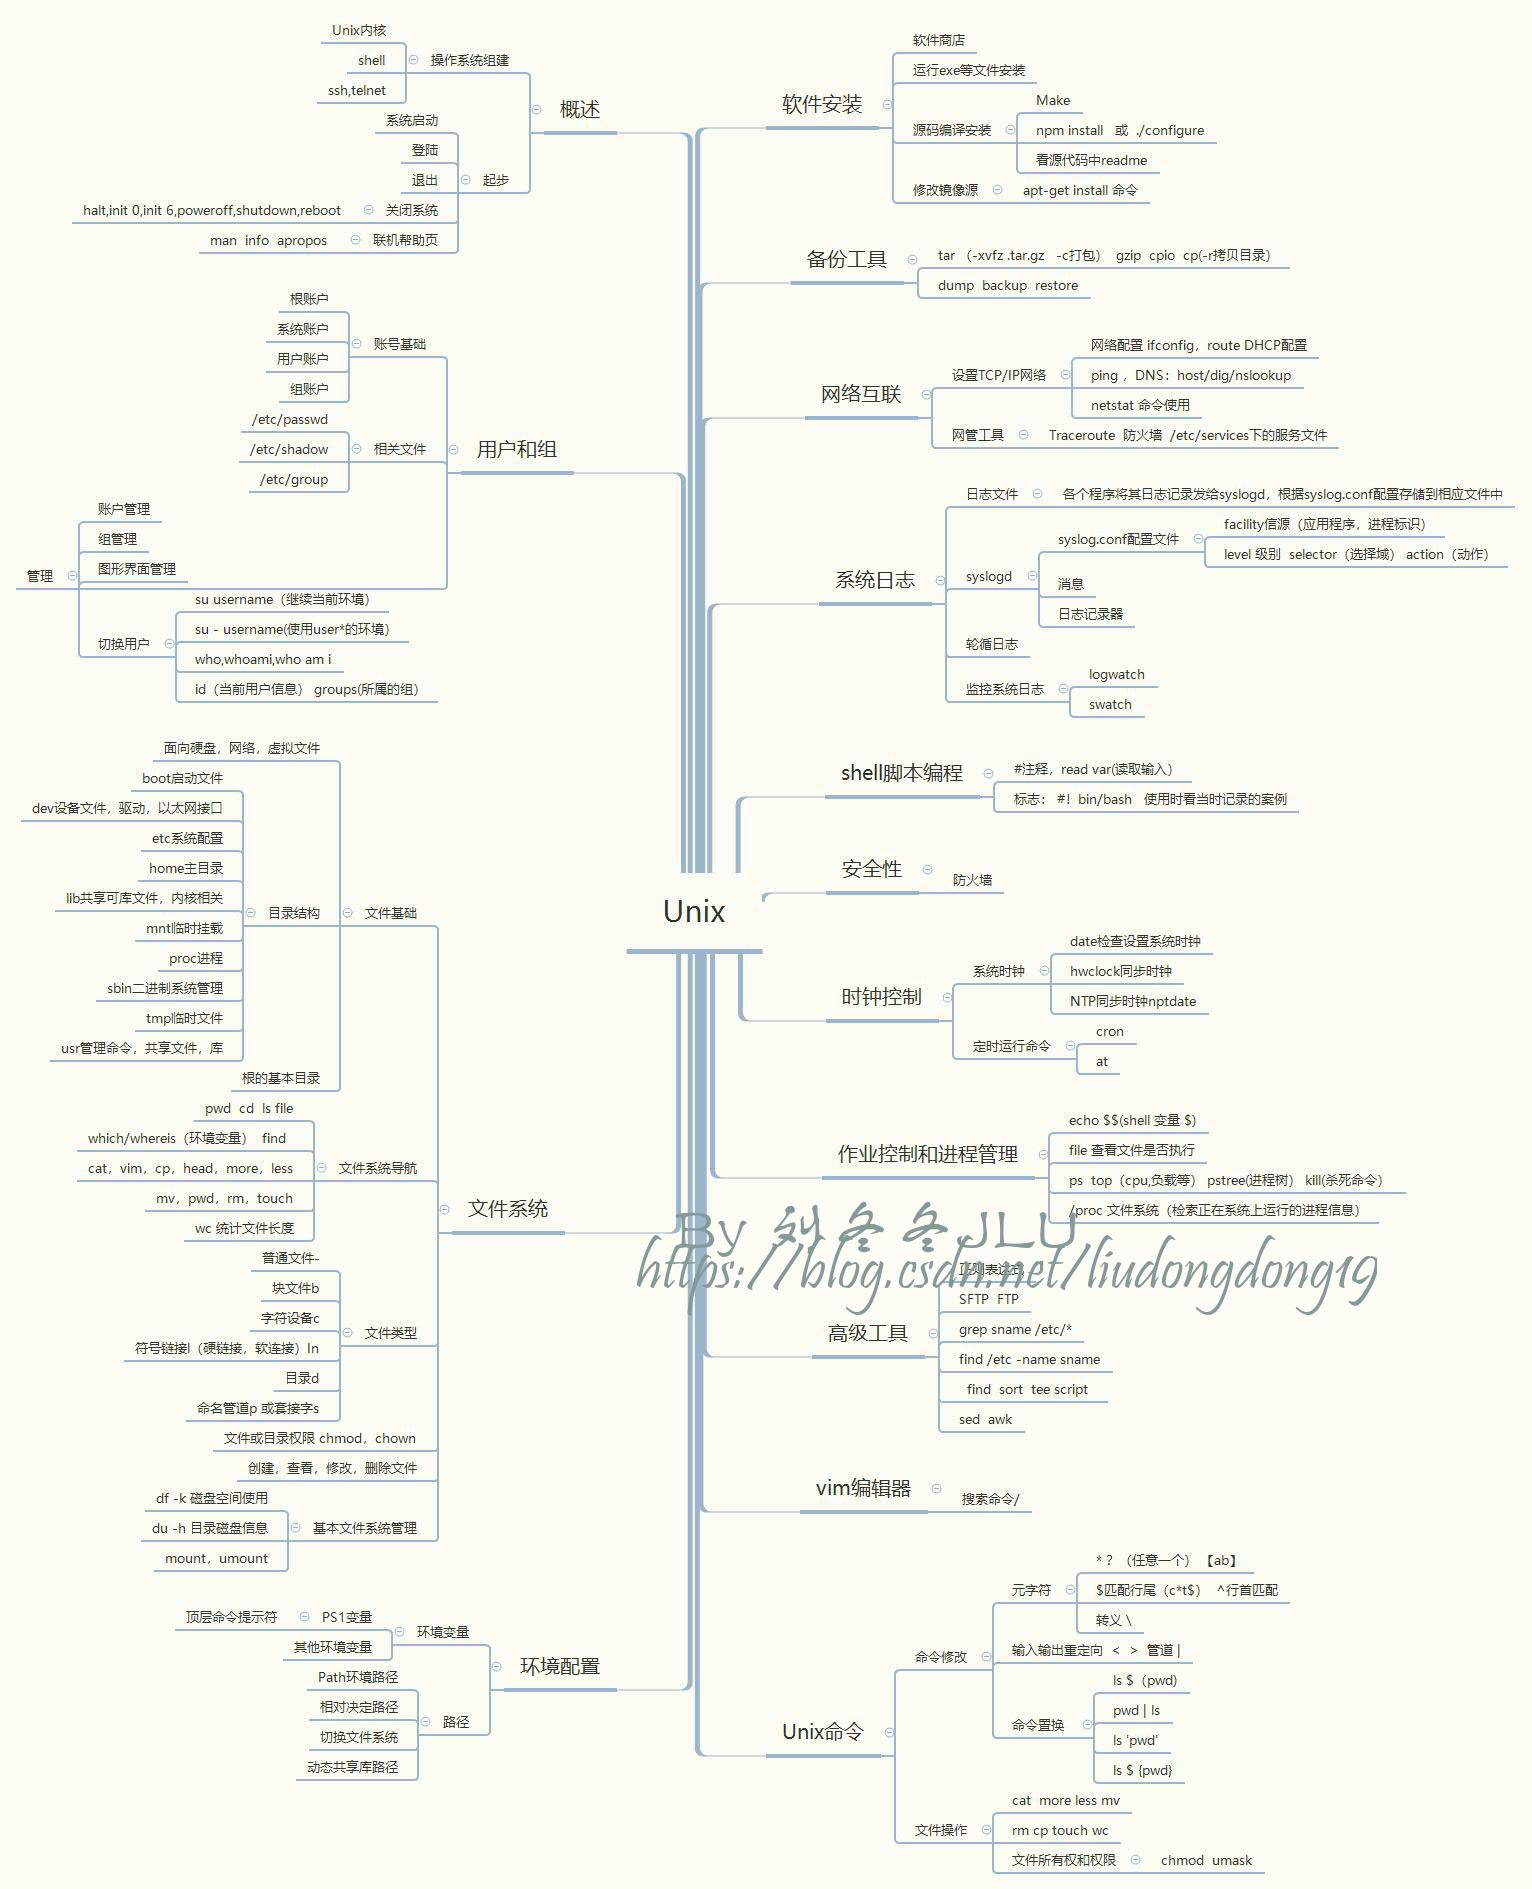 Unix
概述
操作系统组建
Unix内核
shell
ssh,telnet
起步
系统启动
登陆
退出
关闭系统
halt,init 0,init 6,poweroff,shutdown,reboot
联机帮助页
man info apropos
用户和组
账号基础
根账户
系统账户
用户账户
组账户
相关文件
/etc/passwd
/etc/shadow
/etc/group
管理
账户管理
组管理
图形界面管理
切换用户
su username（继续当前环境）
su - username(使用user*的环境）
who,whoami,who am i
id（当前用户信息） groups(所属的组）
文件系统
文件基础
面向硬盘，网络，虚拟文件
目录结构
boot启动文件
dev设备文件，驱动，以太网接口
etc系统配置
home主目录
lib共享可库文件，内核相关
mnt临时挂载
proc进程
sbin二进制系统管理
tmp临时文件
usr管理命令，共享文件，库
根的基本目录
文件系统导航
pwd cd ls file
which/whereis（环境变量） find
cat，vim，cp，head，more，less
mv，pwd，rm，touch
wc 统计文件长度
文件类型
普通文件-
块文件b
字符设备c
符号链接l（硬链接，软连接）ln
目录d
命名管道p 或套接字s
文件或目录权限 chmod，chown
创建，查看，修改，删除文件
基本文件系统管理
df -k 磁盘空间使用
du -h 目录磁盘信息
mount，umount
环境配置
环境变量
PS1变量
顶层命令提示符
其他环境变量
路径
Path环境路径
相对决定路径
切换文件系统
动态共享库路径
软件安装
软件商店
运行exe等文件安装
源码编译安装
Make
npm install 或 ./configure
看源代码中readme
修改镜像源
apt-get install 命令
备份工具
tar （-xvfz .tar.gz -c打包） gzip cpio cp(-r拷贝目录）
dump backup restore
网络互联
设置TCP/IP网络
网络配置 ifconfig，route DHCP配置
ping ，DNS：host/dig/nslookup
netstat 命令使用
网管工具
Traceroute 防火墙 /etc/services下的服务文件
系统日志
日志文件
各个程序将其日志记录发给syslogd，根据syslog.conf配置存储到相应文件中
syslogd
syslog.conf配置文件
facility信源（应用程序，进程标识）
level 级别 selector（选择域） action（动作）
消息
日志记录器
轮循日志
监控系统日志
logwatch
swatch
shell脚本编程
#注释，read var(读取输入）
标志： #！bin/bash 使用时看当时记录的案例
安全性
防火墙
时钟控制
系统时钟
date检查设置系统时钟
hwclock同步时钟
NTP同步时钟nptdate
定时运行命令
cron
at
作业控制和进程管理
echo $$(shell 变量 $)
file 查看文件是否执行
ps top（cpu,负载等） pstree(进程树） kill(杀死命令）
/proc 文件系统（检索正在系统上运行的进程信息）
By 刘冬冬JLU
https://blog.csdn.net/liudongdong19
高级工具
正则表达式
SFTP FTP
grep sname /etc/*
find /etc -name sname
find sort tee script
sed awk
vim编辑器
搜索命令/
Unix命令
命令修改
元字符
* ？（任意一个） 【ab】
$匹配行尾（c*t$） ^行首匹配
转义 \
输入输出重定向 < > 管道 |
命令置换
ls $（pwd)
pwd | ls
ls 'pwd'
ls $ {pwd}
文件操作
cat more less mv
rm cp touch wc
文件所有权和权限
chmod umask